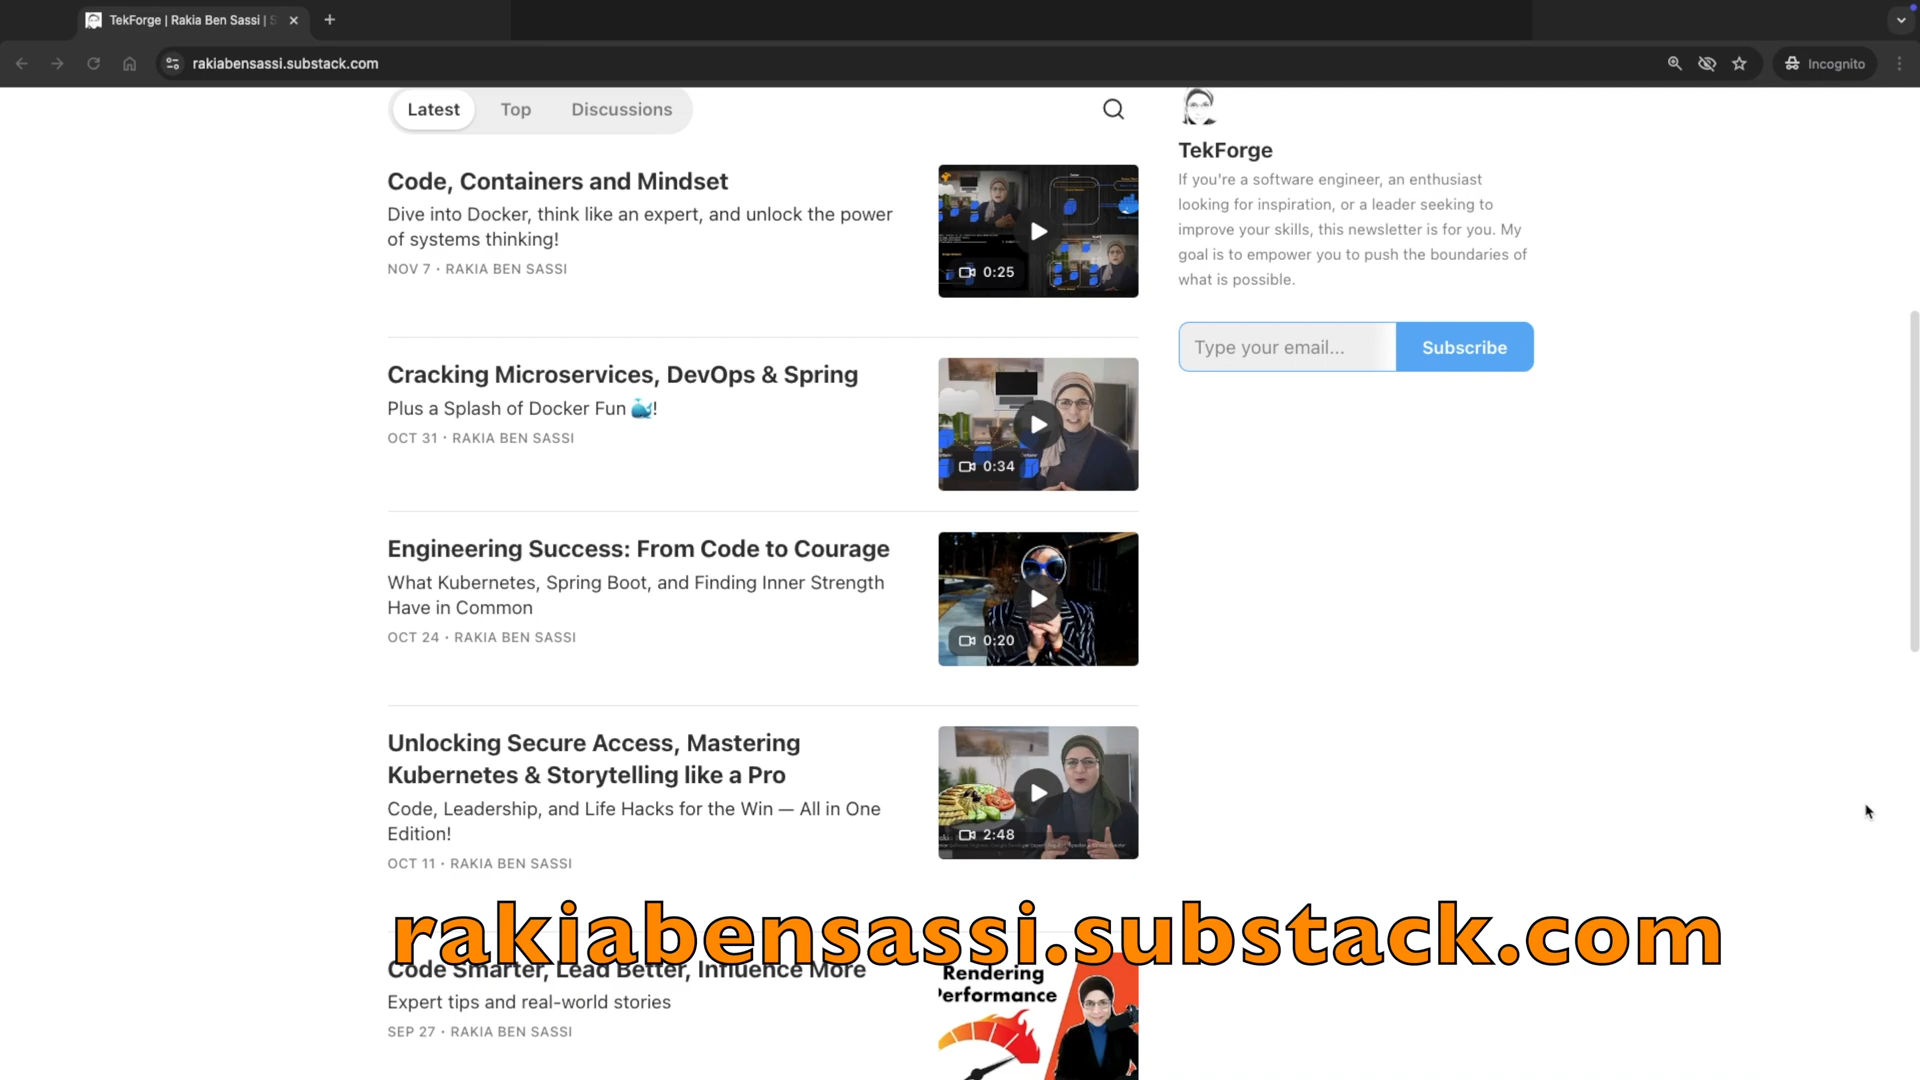 TekForge | Rakia Ben Sassi |
rakiabensassi.substack.com
Incognito
Latest
Top
Discussions
Code, Containers and Mindset
Dive into Docker, think like an expert, and unlock the power
of systems thinking!
NOV 7 • RAKIA BEN SASSI
0:25
TekForge
If you're a software engineer, an enthusiast
looking for inspiration, or a leader seeking to
improve your skills, this newsletter is for you. My
goal is to empower you to push the boundaries of
what is possible.
Type your email...
Subscribe
Cracking Microservices, DevOps & Spring
Plus a Splash of Docker Fun 🐳!
OCT 31 • RAKIA BEN SASSI
0:34
Engineering Success: From Code to Courage
What Kubernetes, Spring Boot, and Finding Inner Strength
Have in Common
OCT 24 • RAKIA BEN SASSI
0:20
Unlocking Secure Access, Mastering
Kubernetes & Storytelling like a Pro
Code, Leadership, and Life Hacks for the Win — All in One
Edition!
OCT 11 • RAKIA BEN SASSI
2:48
rakiabensassi.substack.com
Code Smarter, Lead Better, Influence More
Expert tips and real-world stories
SEP 27 • RAKIA BEN SASSI
Rendering
Performance